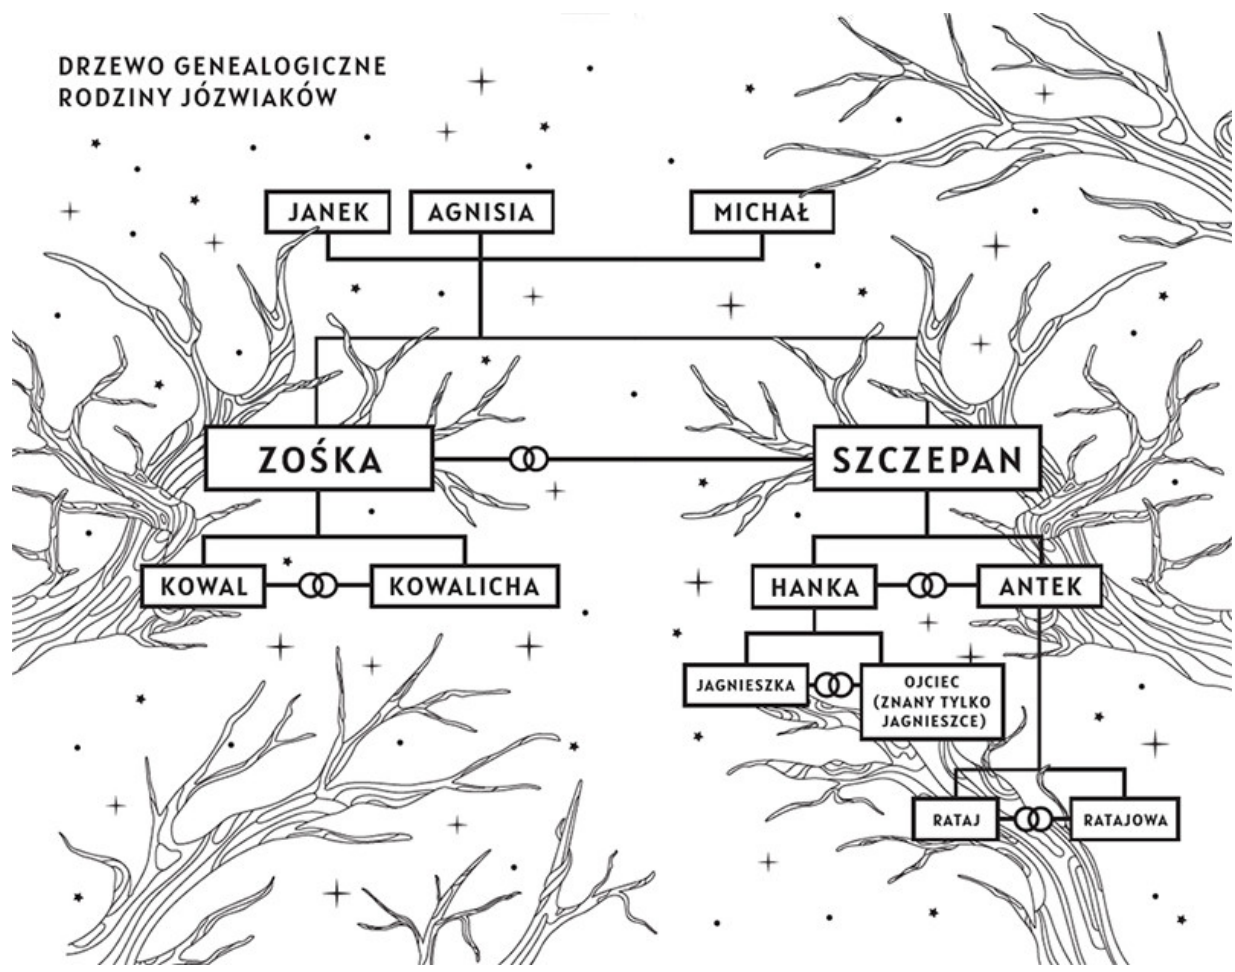 DRZEWO GENEALOGICZNE
RODZINY JÓZWIAKÓW
JANEK
AGNISIA
MICHAŁ
ZOŚKA
SZCZEPAN
KOWAL
KOWALICHA
HANKA
ANTEK
JAGNIESZKA
OJCIEC
(ZNANY TYLKO
JAGNIESZCE)
RATAJ
RATAJOWA